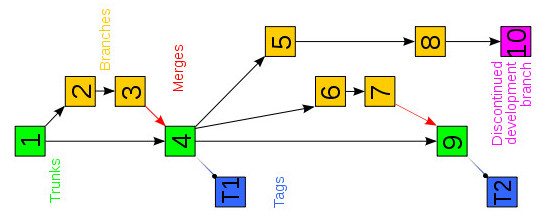 Branches
Merges
5
8
10
2
3
6
7
Discontinued
development
branch
1
4
9
Trunks
T1
Tags
T2